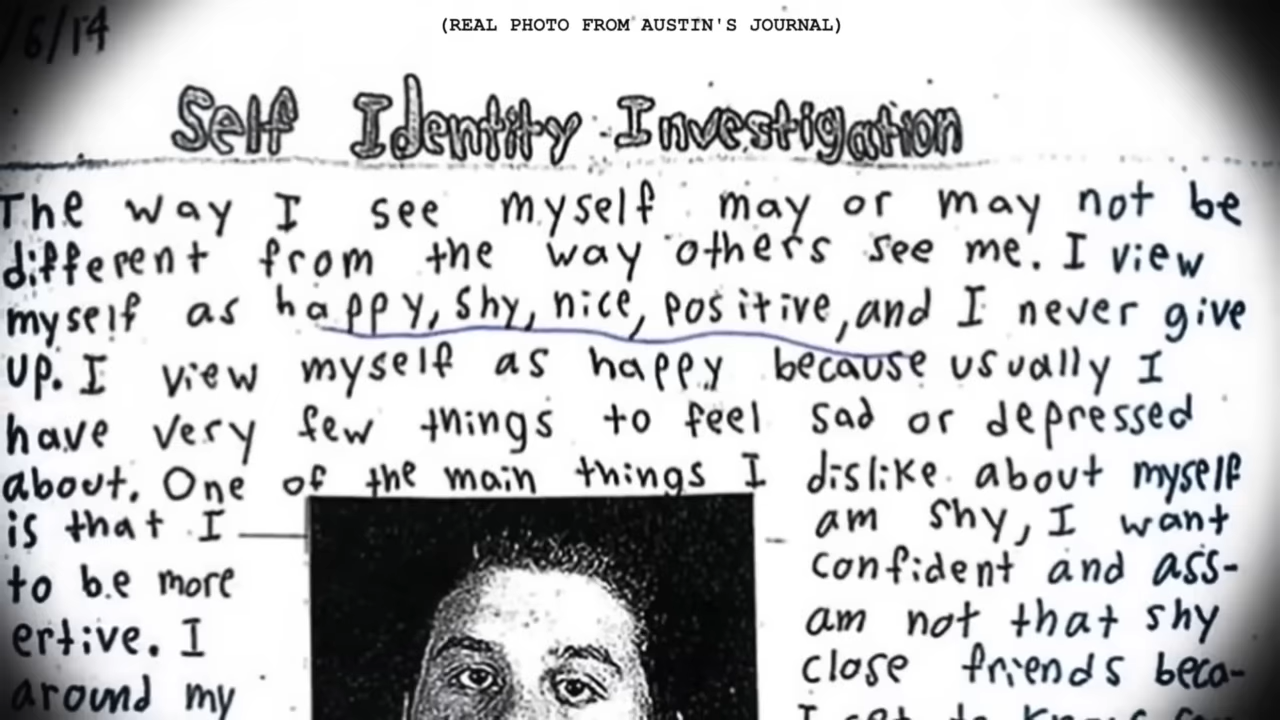 (REAL PHOTO FROM AUSTIN'S JOURNAL)
/6/14
Self Identity Investigation
The way I see myself may or may not be
different from the way others see me. I view
myself as happy, shy, nice, positive, and I never give
up. I view myself as happy because usually I
have very few things to feel sad or depressed
about. One of the main things I dislike about myself
is that I am shy, I want
to be more confident and ass-
ertive. I am not that shy
around my close friends beca-
I get to know